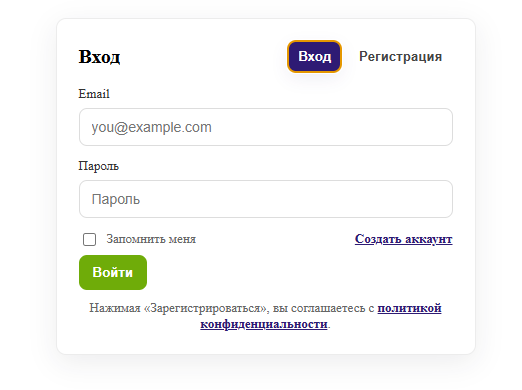 Вход
Вход
Регистрация
Email
you@example.com
Пароль
Пароль
Запомнить меня
Создать аккаунт
Войти
Нажимая «Зарегистрироваться», вы соглашаетесь с политикой
конфиденциальности.